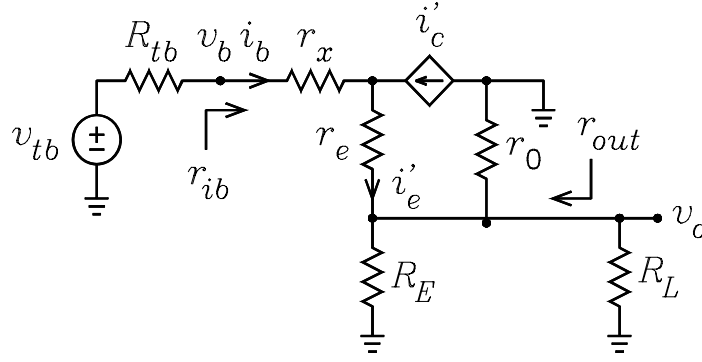 R_tb v_b i_b r_x i'_c
v_tb + − r_ib r_e i'_e r_0 r_out
v_o
R_E R_L